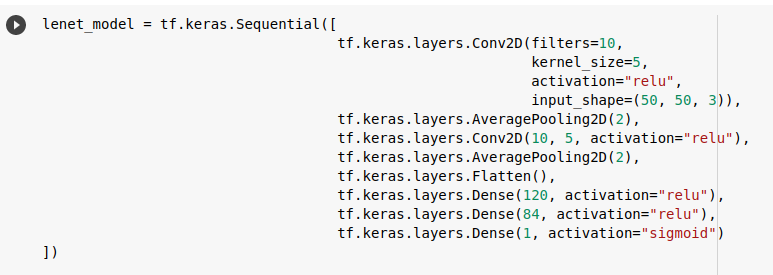 lenet_model = tf.keras.Sequential([
                                   tf.keras.layers.Conv2D(filters=10,
                                                          kernel_size=5,
                                                          activation="relu",
                                                          input_shape=(50, 50, 3)),
                                   tf.keras.layers.AveragePooling2D(2),
                                   tf.keras.layers.Conv2D(10, 5, activation="relu"),
                                   tf.keras.layers.AveragePooling2D(2),
                                   tf.keras.layers.Flatten(),
                                   tf.keras.layers.Dense(120, activation="relu"),
                                   tf.keras.layers.Dense(84, activation="relu"),
                                   tf.keras.layers.Dense(1, activation="sigmoid")
])